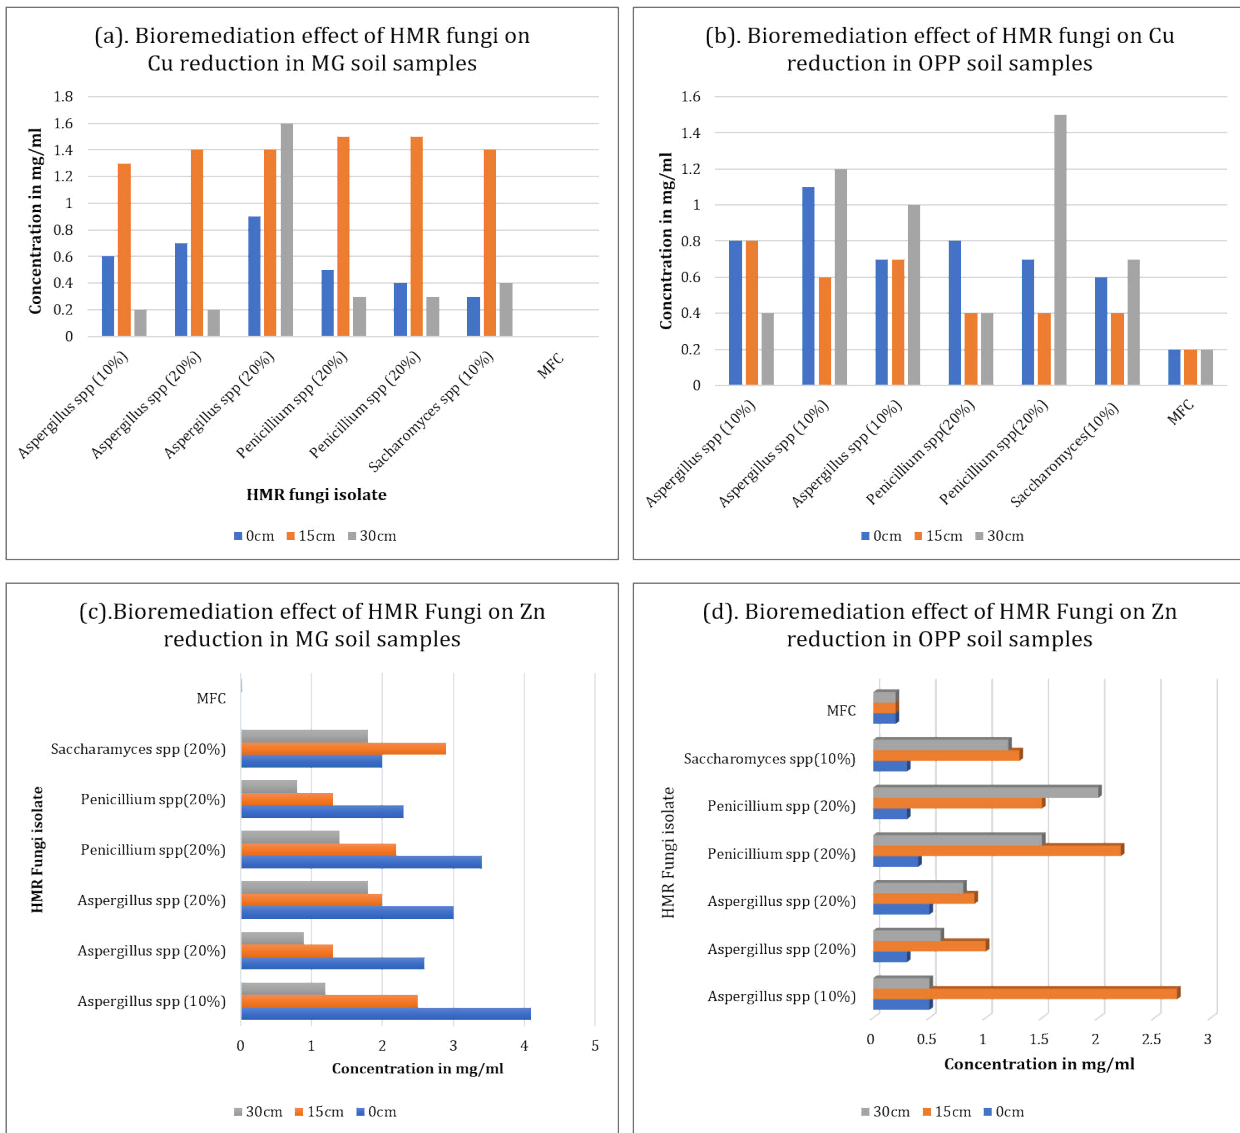 (a). Bioremediation effect of HMR fungi on
Cu reduction in MG soil samples
Concentration in mg/ml
1.8
1.6
1.4
1.2
1
0.8
0.6
0.4
0.2
0
Aspergillus spp (10%)
Aspergillus spp (20%)
Aspergillus spp (20%)
Penicillium spp (20%)
Penicillium spp (20%)
Sacharomyces spp (10%)
MFC
HMR fungi isolate
0cm 15cm 30cm
(b). Bioremediation effect of HMR fungi on Cu
reduction in OPP soil samples
Concntration in mg/ml
1.6
1.4
1.2
1
0.8
0.6
0.4
0.2
0
Aspergillus spp (10%)
Aspergillus spp (10%)
Aspergillus spp (10%)
Penicillium spp(20%)
Penicillium spp(20%)
Saccharomyces(10%)
MFC
0cm 15cm 30cm
(c).Bioremediation effect of HMR Fungi on Zn
reduction in MG soil samples
HMR Fungi isolate
MFC
Saccharamyces spp (20%)
Penicillium spp(20%)
Penicillium spp(20%)
Aspergillus spp (20%)
Aspergillus spp (20%)
Aspergillus spp (10%)
0 1 2 3 4 5
Concentration in mg/ml
30cm 15cm 0cm
(d). Bioremediation effect of HMR Fungi on Zn
reduction in OPP soil samples
HMR Fungi isolate
MFC
Saccharomyces spp(10%)
Penicillium spp (20%)
Penicillium spp (20%)
Aspergillus spp (20%)
Aspergillus spp (20%)
Aspergillus spp (10%)
0 0.5 1 1.5 2 2.5 3
Concentration in mg/ml
30cm 15cm 0cm